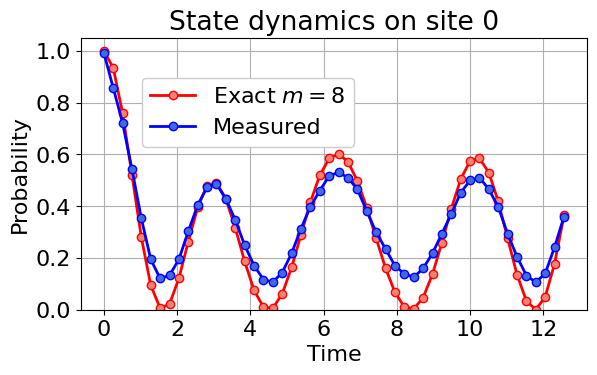 State dynamics on site 0
1.0
0.8
0.6
0.4
0.2
0.0
Probability
Exact m = 8
Measured
0 2 4 6 8 10 12
Time